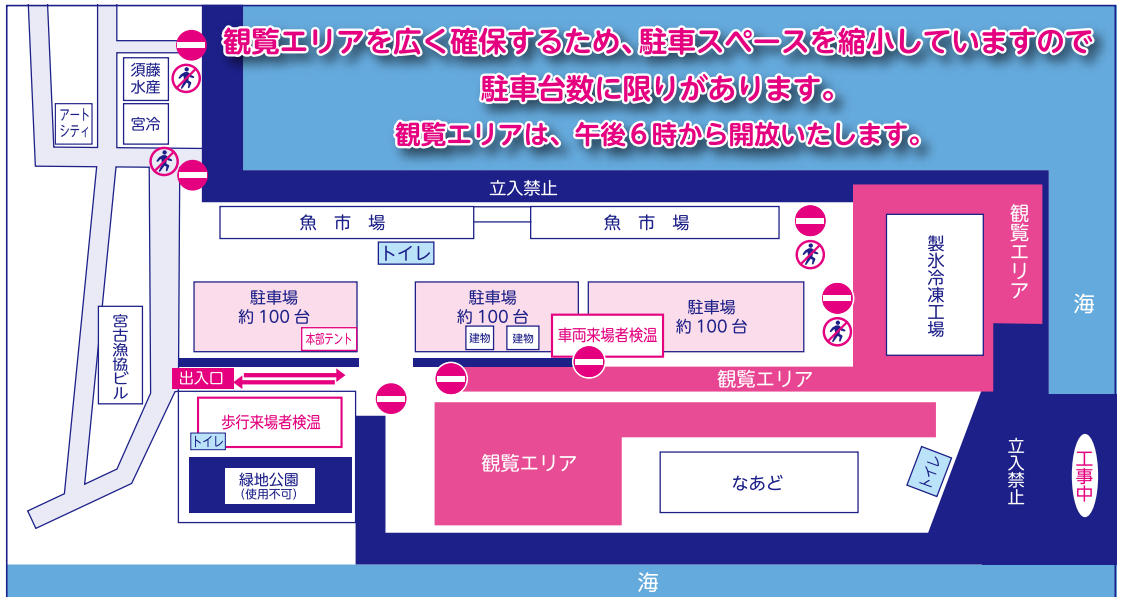 観覧エリアを広く確保するため、駐車スペースを縮小していますので
駐車台数に限りがあります。
観覧エリアは、午後6時から開放いたします。
須藤
水産
宮冷
アート
シティ
立入禁止
魚市場
魚市場
トイレ
観覧エリア
製氷冷凍工場
海
駐車場
約100台
本部テント
駐車場
約100台
建物
建物
駐車場
約100台
車両来場者検温
宮古漁協ビル
出入口
観覧エリア
歩行来場者検温
トイレ
緑地公園
(使用不可)
観覧エリア
なあど
トイレ
立入禁止
工事中
海